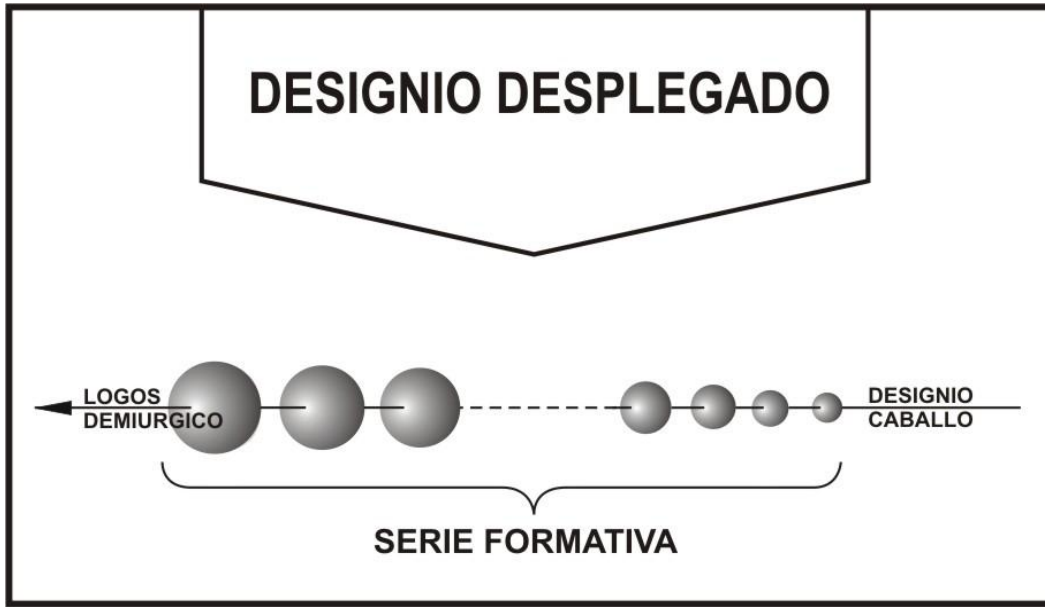 DESIGNIO DESPLEGADO
LOGOS
DEMIURGICO
DESIGNIO
CABALLO
SERIE FORMATIVA